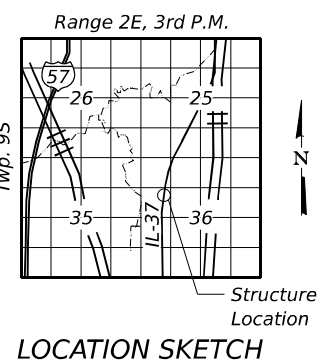 Range 2E, 3rd P.M.
57
26
25
Twp. 9S
N
35
IL-37
36
Structure
Location
LOCATION SKETCH